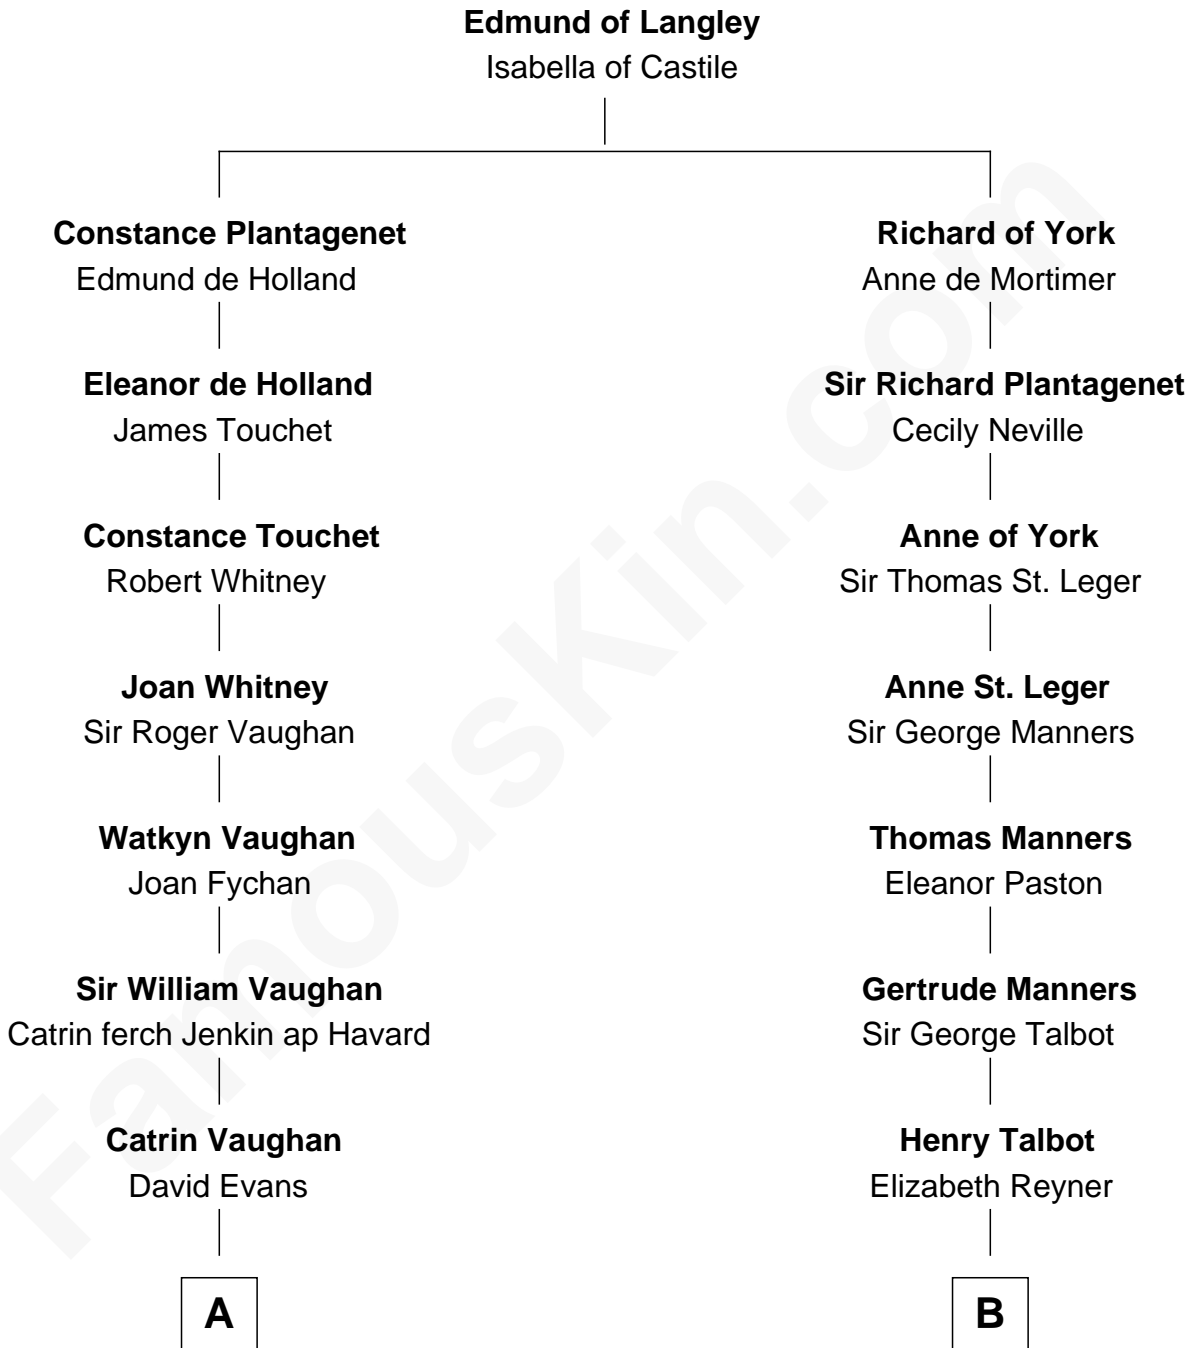 Edmund of Langley
Isabella of Castile
Constance Plantagenet
Edmund de Holland
Richard of York
Anne de Mortimer
Eleanor de Holland
James Touchet
Sir Richard Plantagenet
Cecily Neville
Constance Touchet
Robert Whitney
Anne of York
Sir Thomas St. Leger
Joan Whitney
Sir Roger Vaughan
Anne St. Leger
Sir George Manners
Watkyn Vaughan
Joan Fychan
Thomas Manners
Eleanor Paston
Sir William Vaughan
Catrin ferch Jenkin ap Havard
Gertrude Manners
Sir George Talbot
Catrin Vaughan
David Evans
Henry Talbot
Elizabeth Reyner
A
B
FamousKin.com